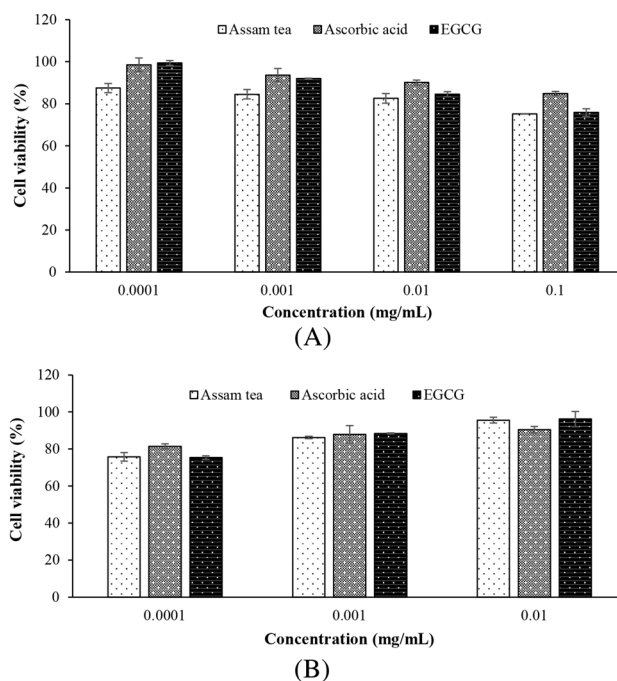 120
Assam tea Ascorbic acid EGCG
100
80
60
40
20
0
Cell viability (%)
0.0001 0.001 0.01 0.1
Concentration (mg/mL)
(A)
120
Assam tea Ascorbic acid EGCG
100
80
60
40
20
0
Cell viability (%)
0.0001 0.001 0.01
Concentration (mg/mL)
(B)